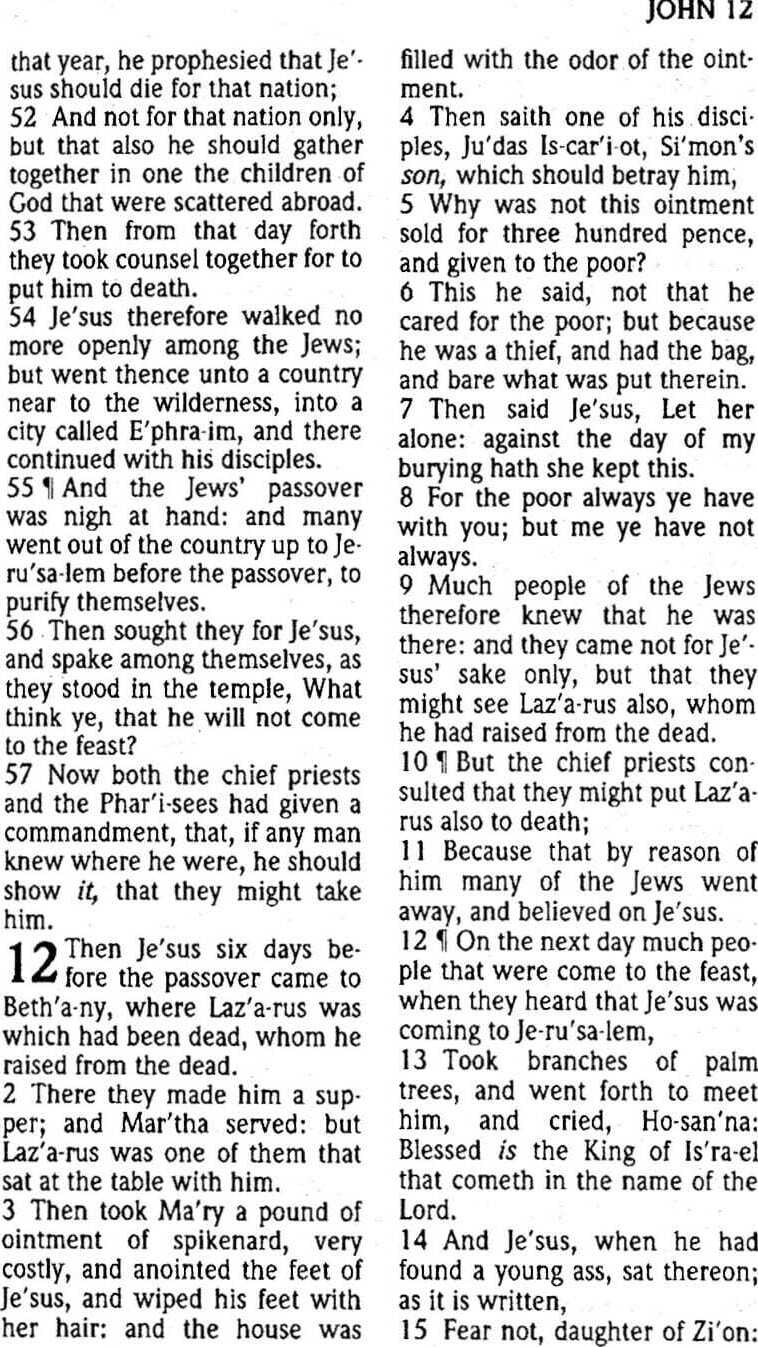 JOHN 12
that year, he prophesied that Je′-
sus should die for that nation;
52 And not for that nation only,
but that also he should gather
together in one the children of
God that were scattered abroad.
53 Then from that day forth
they took counsel together for to
put him to death.
54 Je′sus therefore walked no
more openly among the Jews;
but went thence unto a country
near to the wilderness, into a
city called E′phra-im, and there
continued with his disciples.
55 ¶ And the Jews’ passover
was nigh at hand: and many
went out of the country up to Je-
ru′sa-lem before the passover, to
purify themselves.
56 Then sought they for Je′sus,
and spake among themselves, as
they stood in the temple, What
think ye, that he will not come
to the feast?
57 Now both the chief priests
and the Phar′i-sees had given a
commandment, that, if any man
knew where he were, he should
show it, that they might take
him.
12 Then Je′sus six days be-
fore the passover came to
Beth′a-ny, where Laz′a-rus was
which had been dead, whom he
raised from the dead.
2 There they made him a sup-
per; and Mar′tha served: but
Laz′a-rus was one of them that
sat at the table with him.
3 Then took Ma′ry a pound of
ointment of spikenard, very
costly, and anointed the feet of
Je′sus, and wiped his feet with
her hair: and the house was
filled with the odor of the oint-
ment.
4 Then saith one of his disci-
ples, Ju′das Is-car′i-ot, Si′mon’s
son, which should betray him,
5 Why was not this ointment
sold for three hundred pence,
and given to the poor?
6 This he said, not that he
cared for the poor; but because
he was a thief, and had the bag,
and bare what was put therein.
7 Then said Je′sus, Let her
alone: against the day of my
burying hath she kept this.
8 For the poor always ye have
with you; but me ye have not
always.
9 Much people of the Jews
therefore knew that he was
there: and they came not for Je′-
sus’ sake only, but that they
might see Laz′a-rus also, whom
he had raised from the dead.
10 ¶ But the chief priests con-
sulted that they might put Laz′a-
rus also to death;
11 Because that by reason of
him many of the Jews went
away, and believed on Je′sus.
12 ¶ On the next day much peo-
ple that were come to the feast,
when they heard that Je′sus was
coming to Je-ru′sa-lem,
13 Took branches of palm
trees, and went forth to meet
him, and cried, Ho-san′na:
Blessed is the King of Is′ra-el
that cometh in the name of the
Lord.
14 And Je′sus, when he had
found a young ass, sat thereon;
as it is written,
15 Fear not, daughter of Zi′on: